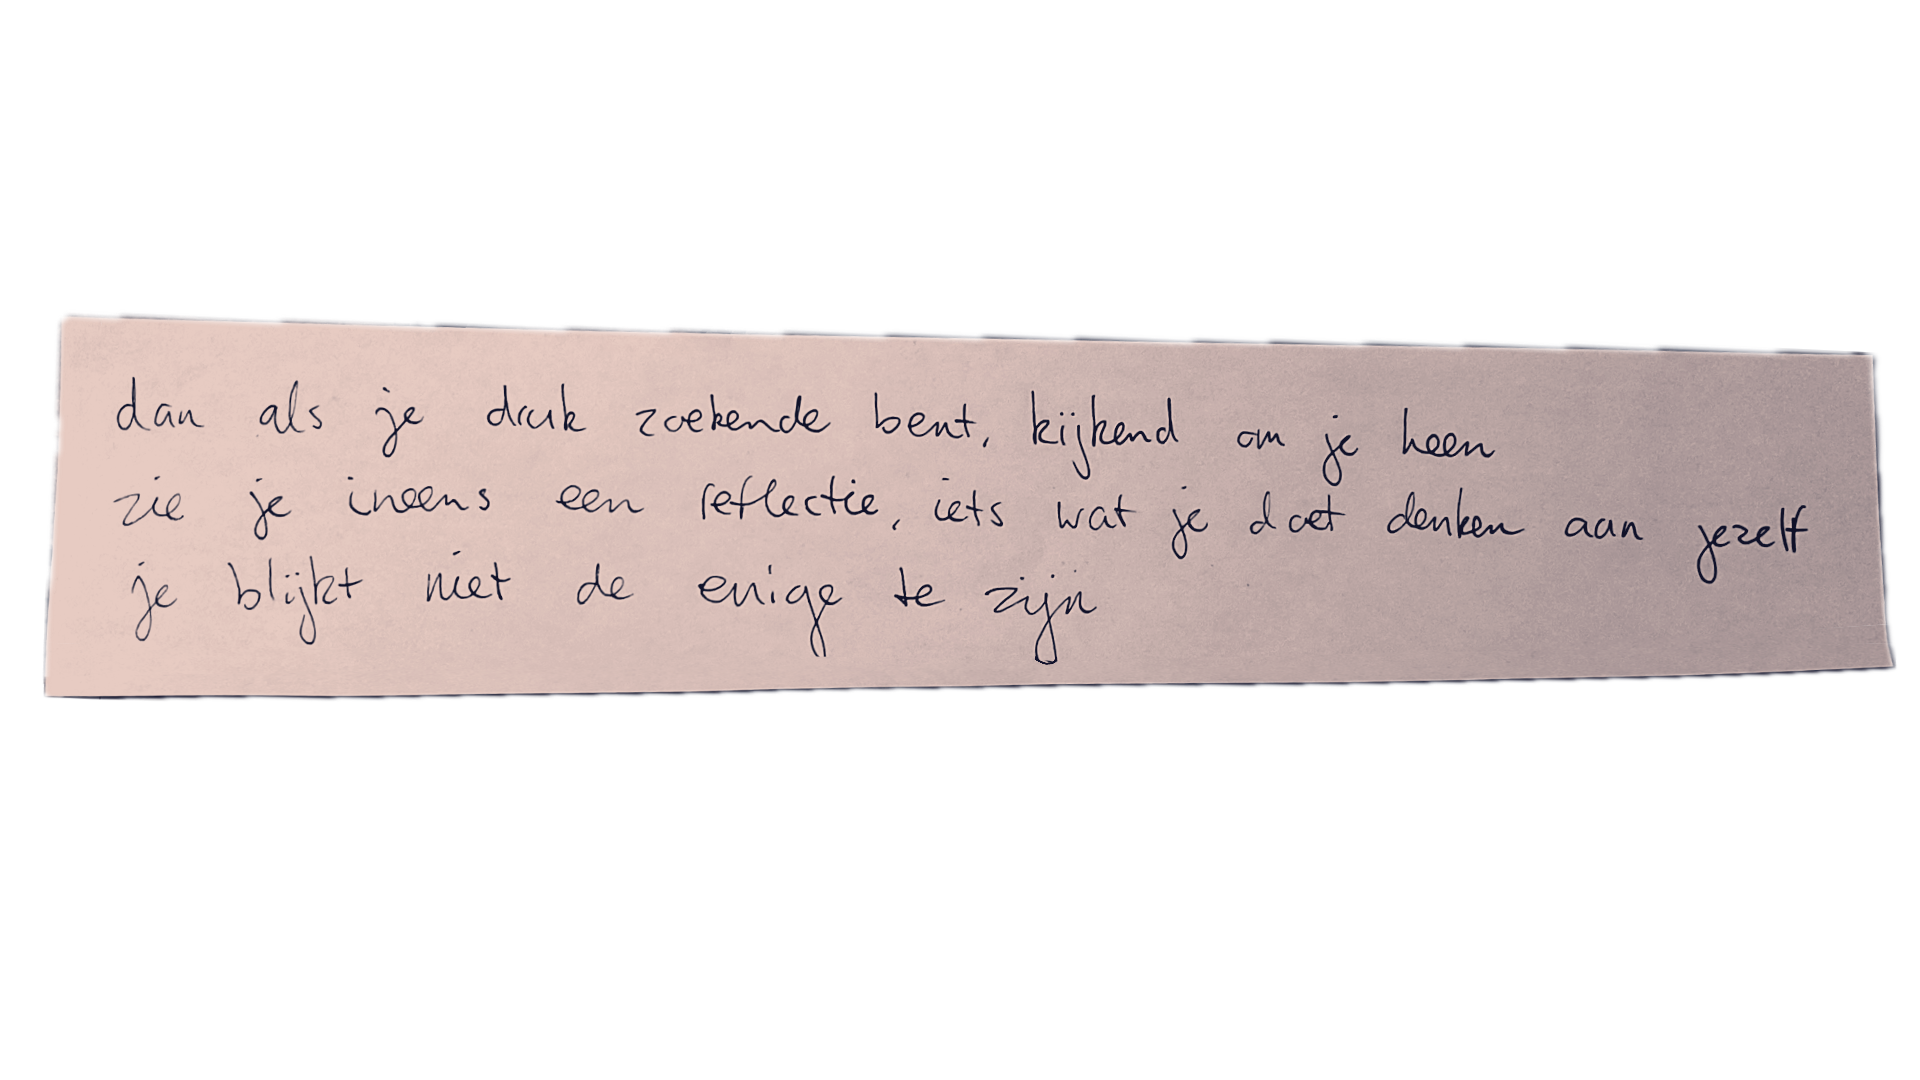 dan als je druk zoekende bent, kijkend om je heen
zie je ineens een reflectie, iets wat je doet denken aan jezelf
je blijkt niet de enige te zijn